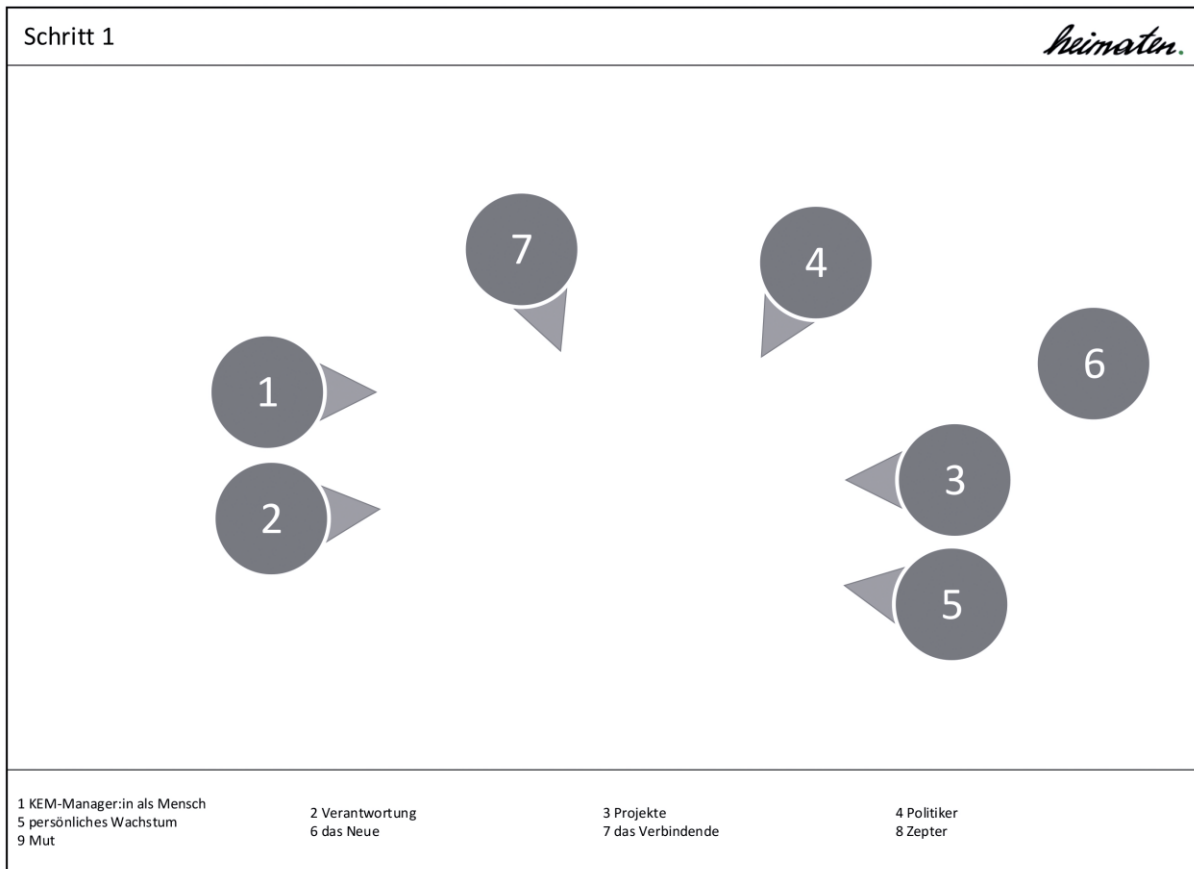 Schritt 1
heimaten.
7
4
6
1
3
2
5
1 KEM-Manager:in als Mensch
5 persönliches Wachstum
9 Mut
2 Verantwortung
6 das Neue
3 Projekte
7 das Verbindende
4 Politiker
8 Zepter